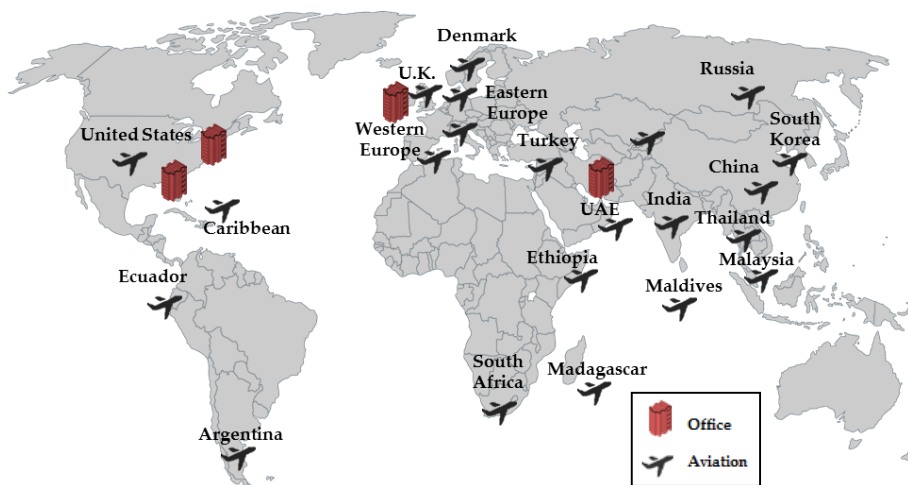 Denmark
U.K.
Russia
Eastern
Europe
United States
Western
Europe
Turkey
South
Korea
China
UAE
India
Thailand
Caribbean
Ethiopia
Malaysia
Ecuador
Maldives
South
Africa
Madagascar
Argentina
Office
Aviation